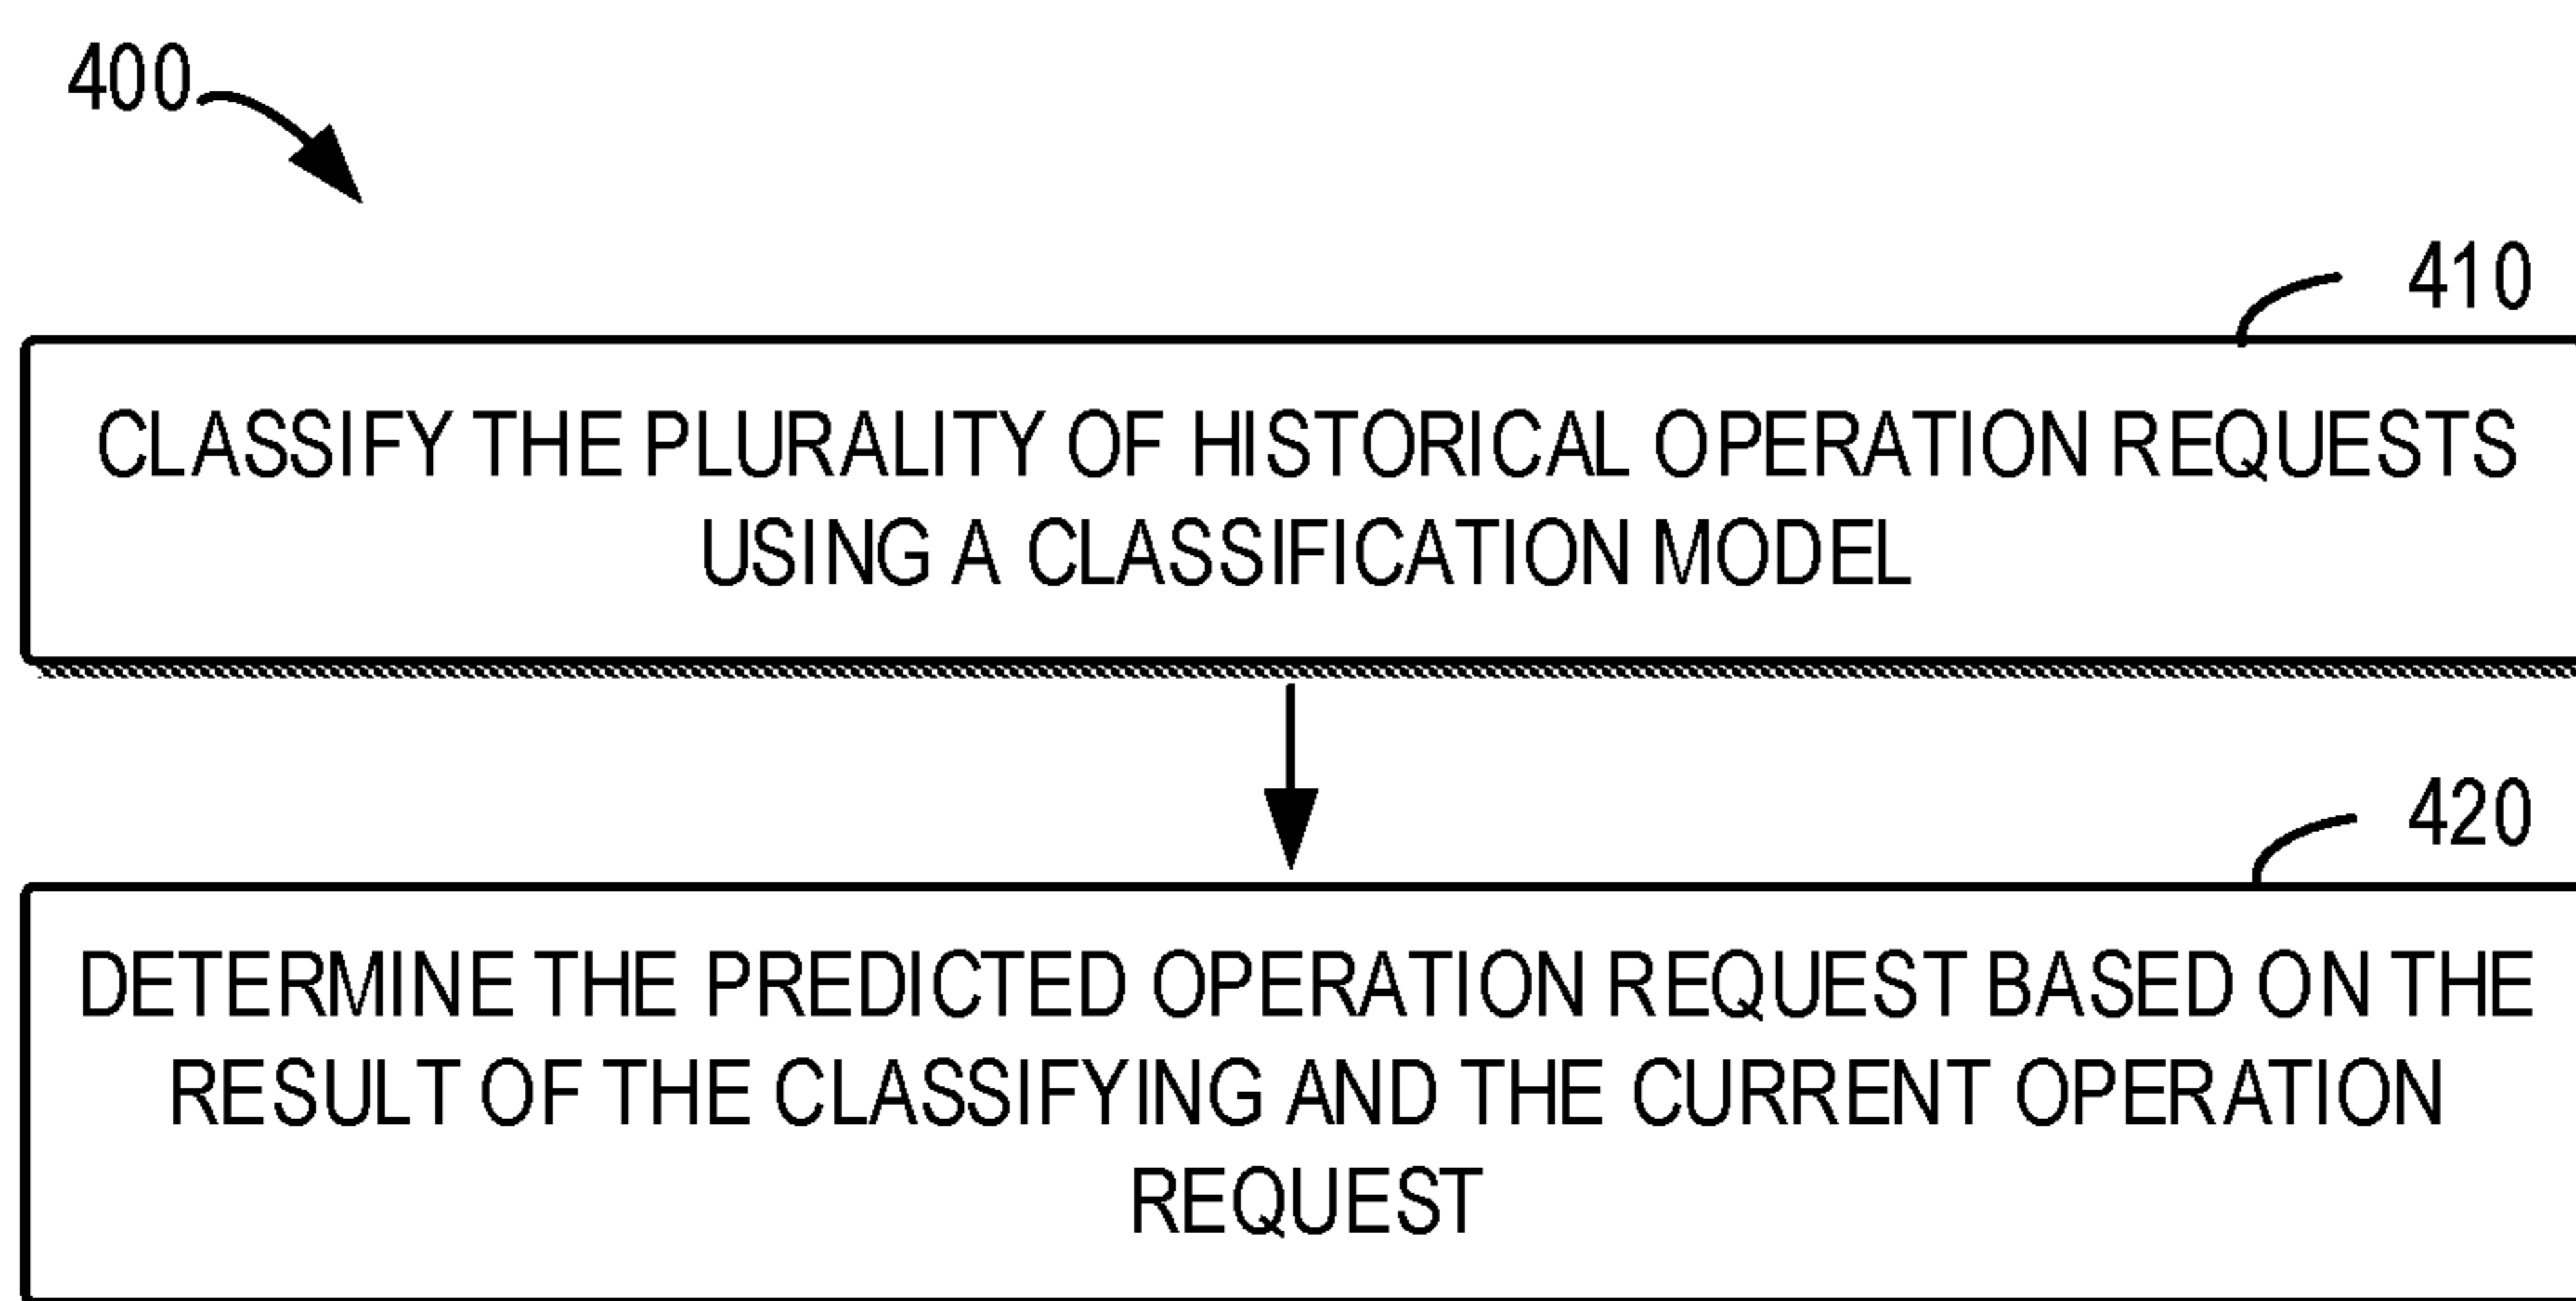 400
410
CLASSIFY THE PLURALITY OF HISTORICAL OPERATION REQUESTS
USING A CLASSIFICATION MODEL
420
DETERMINE THE PREDICTED OPERATION REQUEST BASED ON THE
RESULT OF THE CLASSIFYING AND THE CURRENT OPERATION
REQUEST